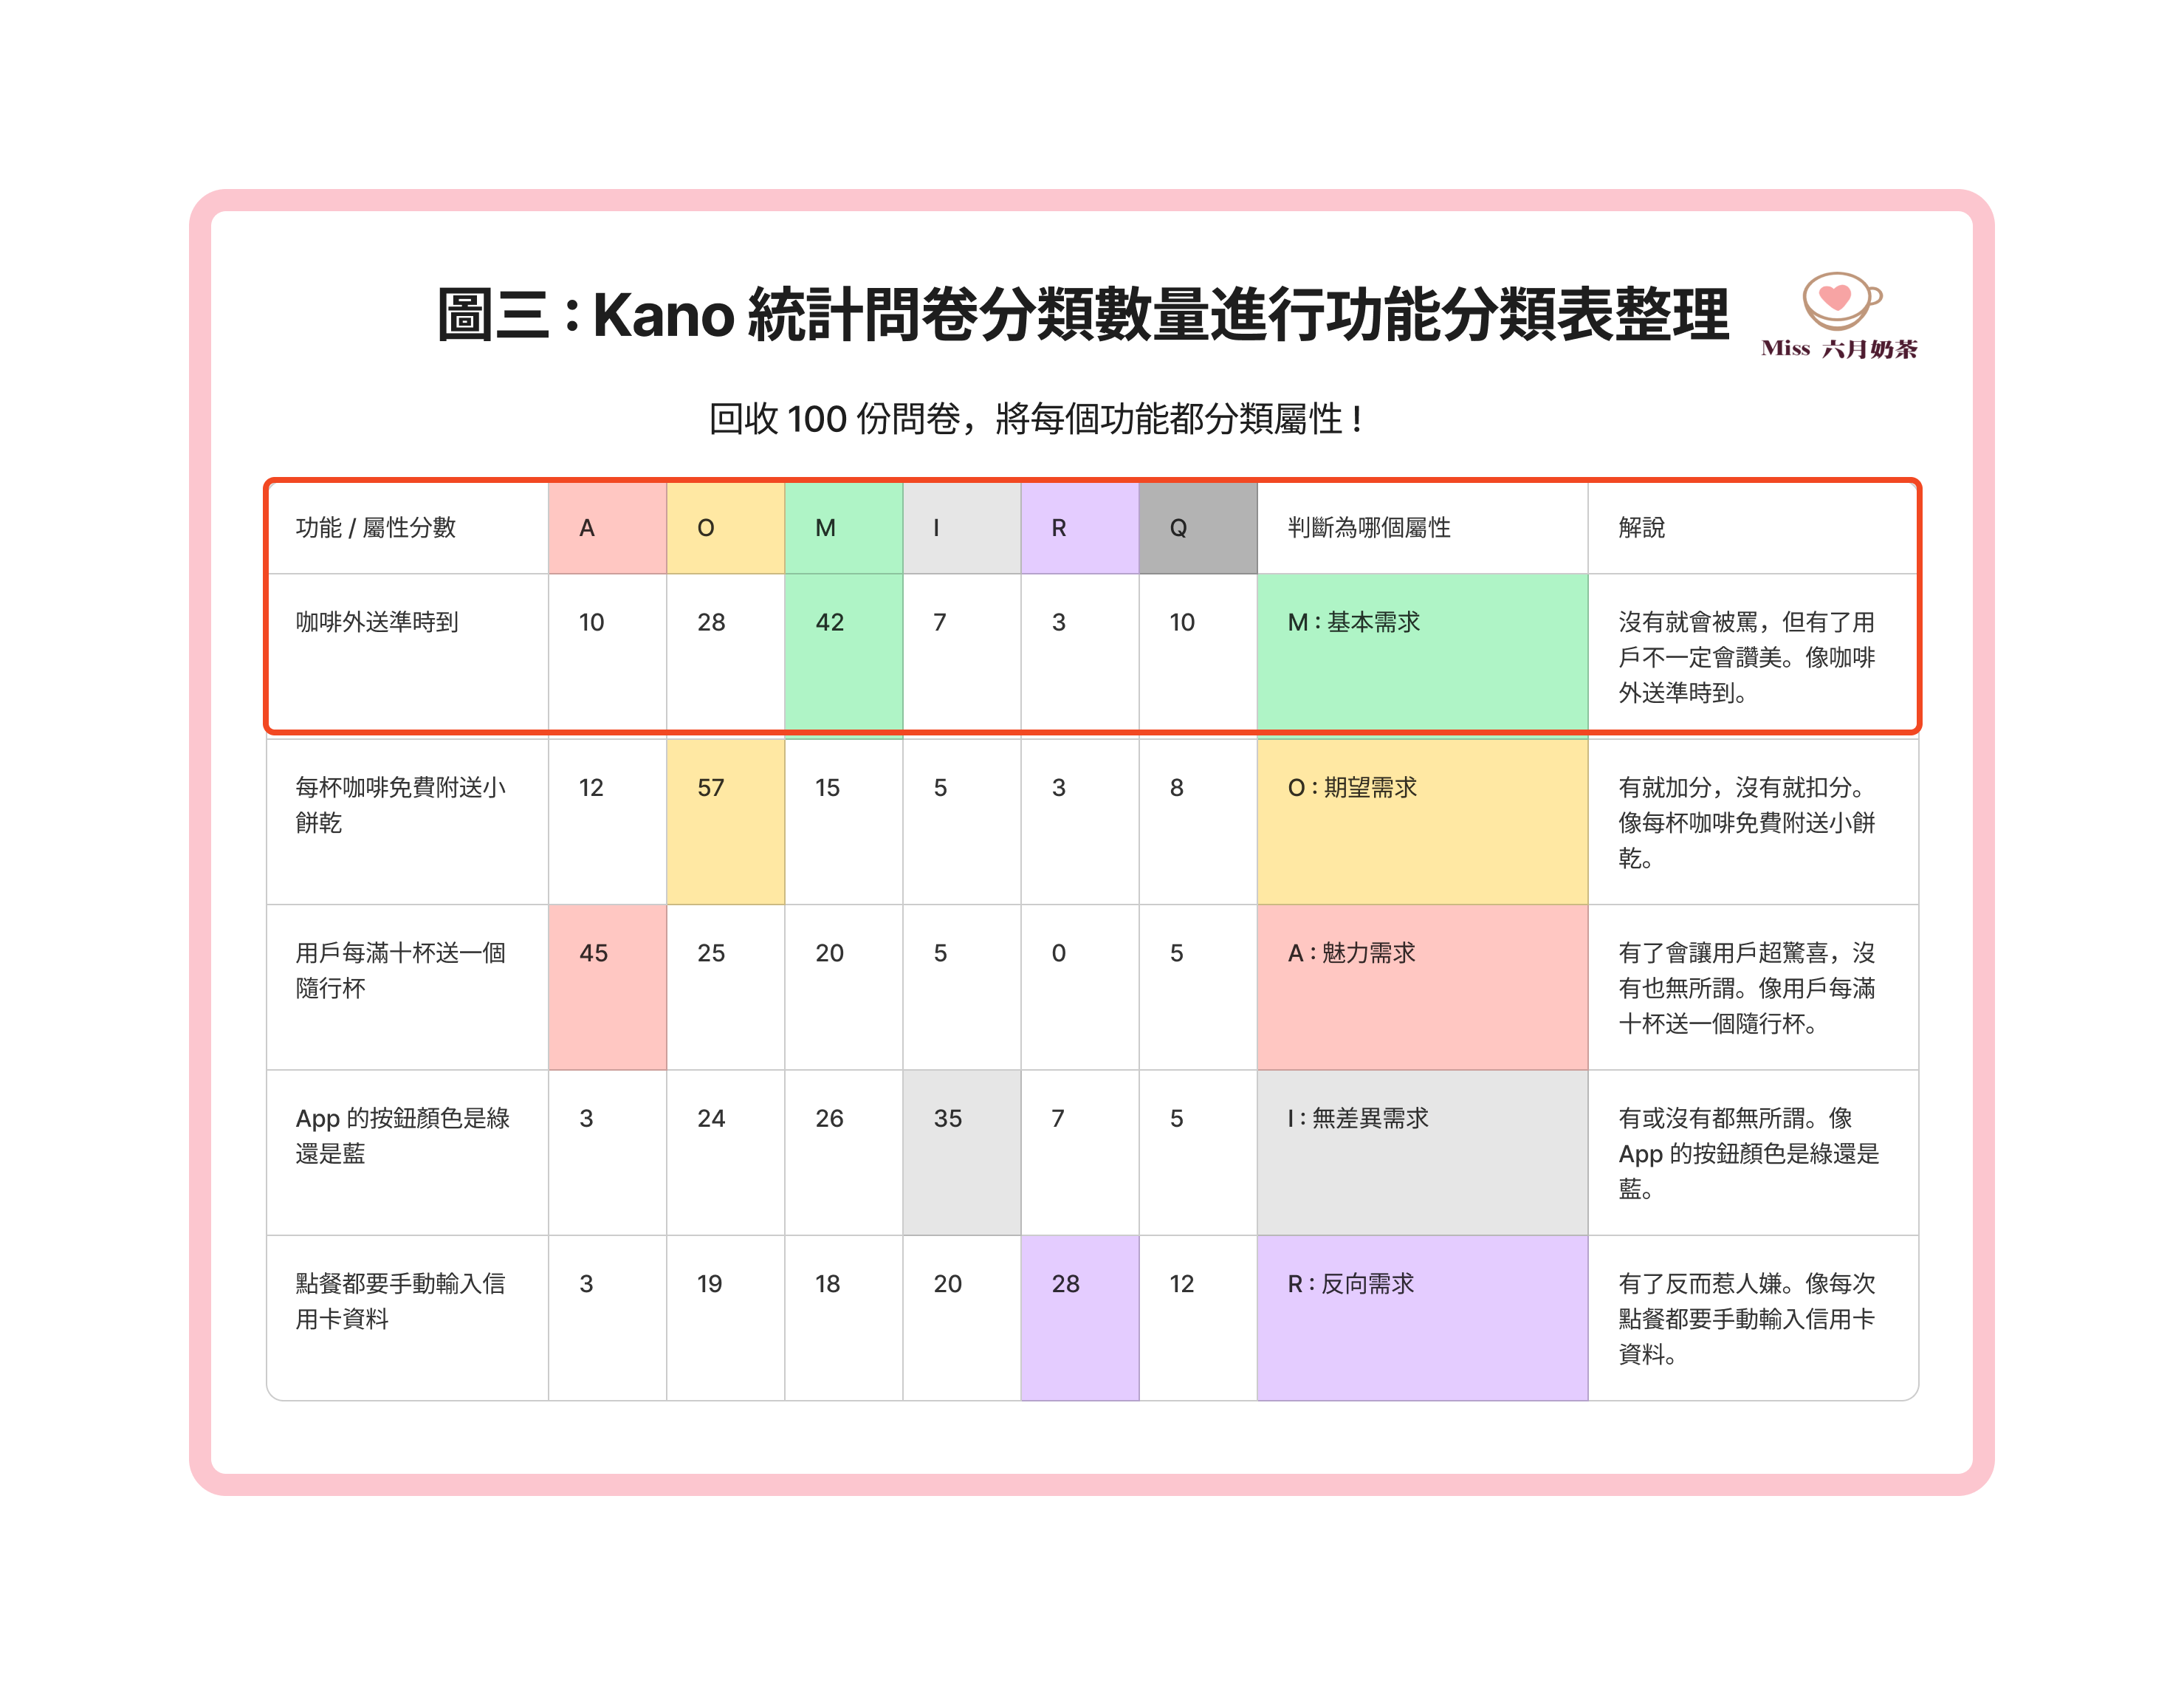 圖三：Kano 統計問卷分類數量進行功能分類表整理
Miss 六月奶茶
回收 100 份問卷，將每個功能都分類屬性！
功能 / 屬性分數 A O M I R Q 判斷為哪個屬性 解說
咖啡外送準時到 10 28 42 7 3 10 M：基本需求 沒有就會被罵，但有了用
戶不一定會讚美。像咖啡
外送準時到。
每杯咖啡免費附送小 12 57 15 5 3 8 O：期望需求 有就加分，沒有就扣分。
餅乾 像每杯咖啡免費附送小餅
乾。
用戶每滿十杯送一個 45 25 20 5 0 5 A：魅力需求 有了會讓用戶超驚喜，沒
隨行杯 有也無所謂。像用戶每滿
十杯送一個隨行杯。
App 的按鈕顏色是綠 3 24 26 35 7 5 I：無差異需求 有或沒有都無所謂。像
還是藍 App 的按鈕顏色是綠還是
藍。
點餐都要手動輸入信 3 19 18 20 28 12 R：反向需求 有了反而惹人嫌。像每次
用卡資料 點餐都要手動輸入信用卡
資料。